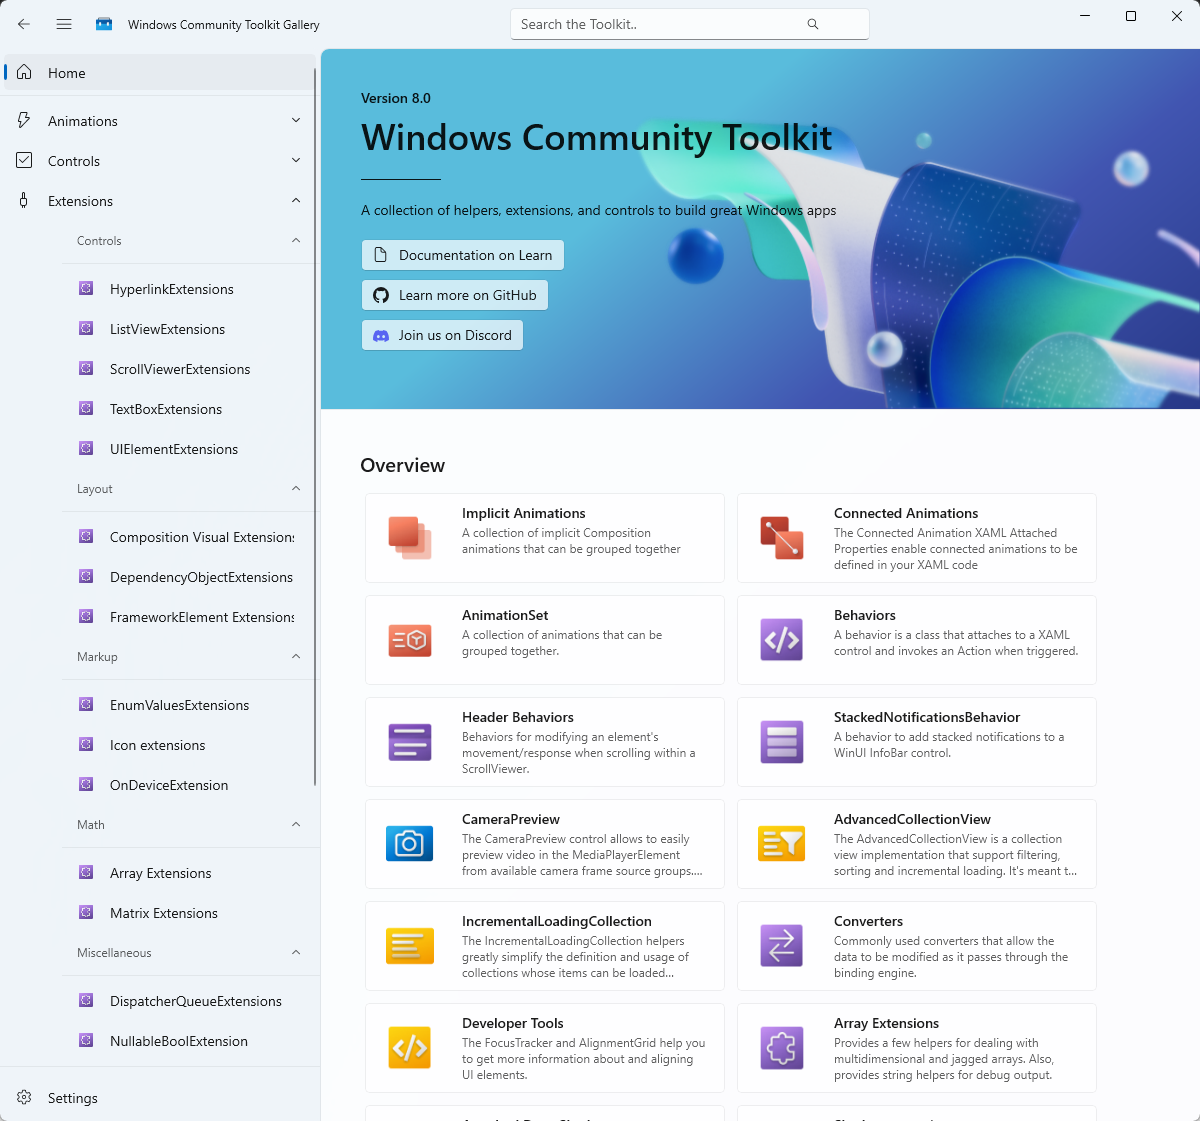 Windows Community Toolkit Gallery
Search the Toolkit..
Home
Animations
Controls
Extensions
Controls
HyperlinkExtensions
ListViewExtensions
ScrollViewerExtensions
TextBoxExtensions
UIElementExtensions
Layout
Composition Visual Extensions
DependencyObjectExtensions
FrameworkElement Extensions
Markup
EnumValuesExtensions
Icon extensions
OnDeviceExtension
Math
Array Extensions
Matrix Extensions
Miscellaneous
DispatcherQueueExtensions
NullableBoolExtension
Settings
Version 8.0
Windows Community Toolkit
A collection of helpers, extensions, and controls to build great Windows apps
Documentation on Learn
Learn more on GitHub
Join us on Discord
Overview
Implicit Animations
A collection of implicit Composition
animations that can be grouped together
Connected Animations
The Connected Animation XAML Attached
Properties enable connected animations to be
defined in your XAML code
AnimationSet
A collection of animations that can be
grouped together.
Behaviors
A behavior is a class that attaches to a XAML
control and invokes an Action when triggered.
Header Behaviors
Behaviors for modifying an element's
movement/response when scrolling within a
ScrollViewer.
StackedNotificationsBehavior
A behavior to add stacked notifications to a
WinUI InfoBar control.
CameraPreview
The CameraPreview control allows to easily
preview video in the MediaPlayerElement
from available camera frame source groups....
AdvancedCollectionView
The AdvancedCollectionView is a collection
view implementation that support filtering,
sorting and incremental loading. It's meant t...
IncrementalLoadingCollection
The IncrementalLoadingCollection helpers
greatly simplify the definition and usage of
collections whose items can be loaded...
Converters
Commonly used converters that allow the
data to be modified as it passes through the
binding engine.
Developer Tools
The FocusTracker and AlignmentGrid help you
to get more information about and aligning
UI elements.
Array Extensions
Provides a few helpers for dealing with
multidimensional and jagged arrays. Also,
provides string helpers for debug output.